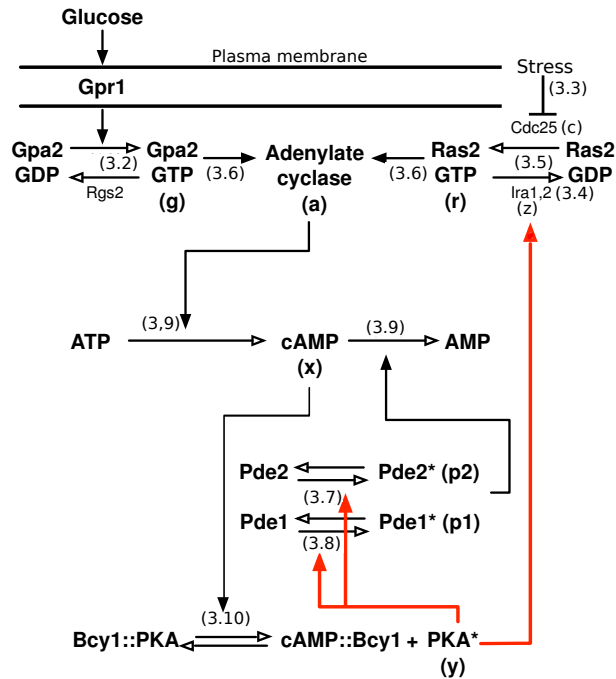 Glucose
Plasma membrane
Stress
Gpr1
(3.3)
Cdc25 (c)
Gpa2 (3.2) Gpa2 (3.6) Adenylate (3.6) Ras2 (3.5) Ras2
GDP Rgs2 GTP cyclase GTP Ira1,2 (3.4) GDP
(g) (a) (r) (z)
(3,9) (3.9)
ATP cAMP AMP
(x)
Pde2 Pde2* (p2)
(3.7)
Pde1 Pde1* (p1)
(3.8)
(3.10)
Bcy1::PKA cAMP::Bcy1 + PKA*
(y)